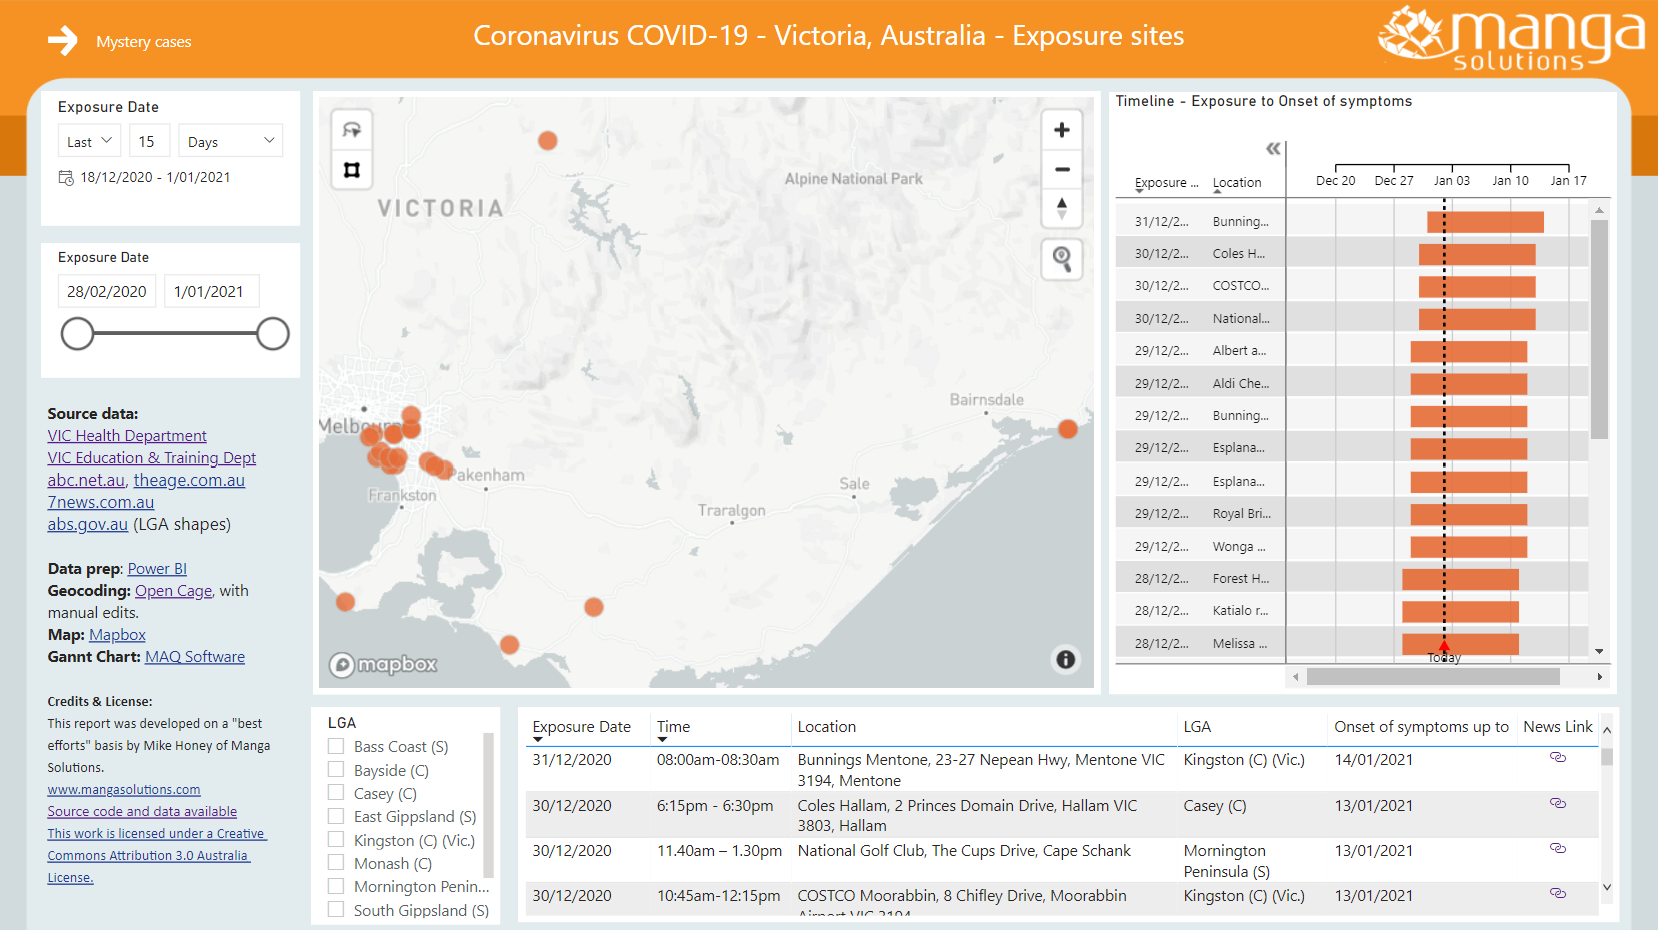 Mystery cases
Coronavirus COVID-19 - Victoria, Australia - Exposure sites
manga
solutions
Exposure Date
Last 15 Days
18/12/2020 - 1/01/2021
Exposure Date
28/02/2020 1/01/2021
Source data:
VIC Health Department
VIC Education & Training Dept
abc.net.au, theage.com.au
7news.com.au
abs.gov.au (LGA shapes)
Data prep: Power BI
Geocoding: Open Cage, with
manual edits.
Map: Mapbox
Gannt Chart: MAQ Software
Credits & License:
This report was developed on a "best
efforts" basis by Mike Honey of Manga
Solutions.
www.mangasolutions.com
Source code and data available
This work is licensed under a Creative
Commons Attribution 3.0 Australia
License.
VICTORIA
Alpine National Park
Bairnsdale
Melbou
Pakenham
Frankston
Sale
Traralgon
mapbox
Timeline - Exposure to Onset of symptoms
Exposure ... Location
Dec 20 Dec 27 Jan 03 Jan 10 Jan 17
31/12/2... Bunning...
30/12/2... Coles H...
30/12/2... COSTCO...
30/12/2... National...
29/12/2... Albert a...
29/12/2... Aldi Che...
29/12/2... Bunning...
29/12/2... Esplana...
29/12/2... Esplana...
29/12/2... Royal Bri...
29/12/2... Wonga ...
28/12/2... Forest H...
28/12/2... Katialo r...
28/12/2... Melissa ...
Today
LGA
Bass Coast (S)
Bayside (C)
Casey (C)
East Gippsland (S)
Kingston (C) (Vic.)
Monash (C)
Mornington Penin...
South Gippsland (S)
Exposure Date Time Location LGA Onset of symptoms up to News Link
31/12/2020 08:00am-08:30am Bunnings Mentone, 23-27 Nepean Hwy, Mentone VIC Kingston (C) (Vic.) 14/01/2021
3194, Mentone
30/12/2020 6:15pm - 6:30pm Coles Hallam, 2 Princes Domain Drive, Hallam VIC Casey (C) 13/01/2021
3803, Hallam
30/12/2020 11.40am – 1.30pm National Golf Club, The Cups Drive, Cape Schank Mornington 13/01/2021
Peninsula (S)
30/12/2020 10:45am-12:15pm COSTCO Moorabbin, 8 Chifley Drive, Moorabbin Kingston (C) (Vic.) 13/01/2021
Airport VIC 3194